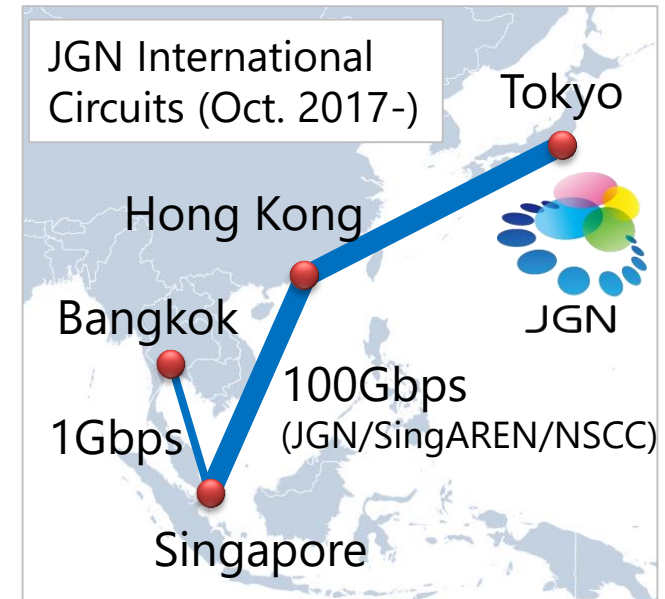 JGN International
Circuits (Oct. 2017-)
Tokyo
Hong Kong
JGN
Bangkok
100Gbps
1Gbps
(JGN/SingAREN/NSCC)
Singapore